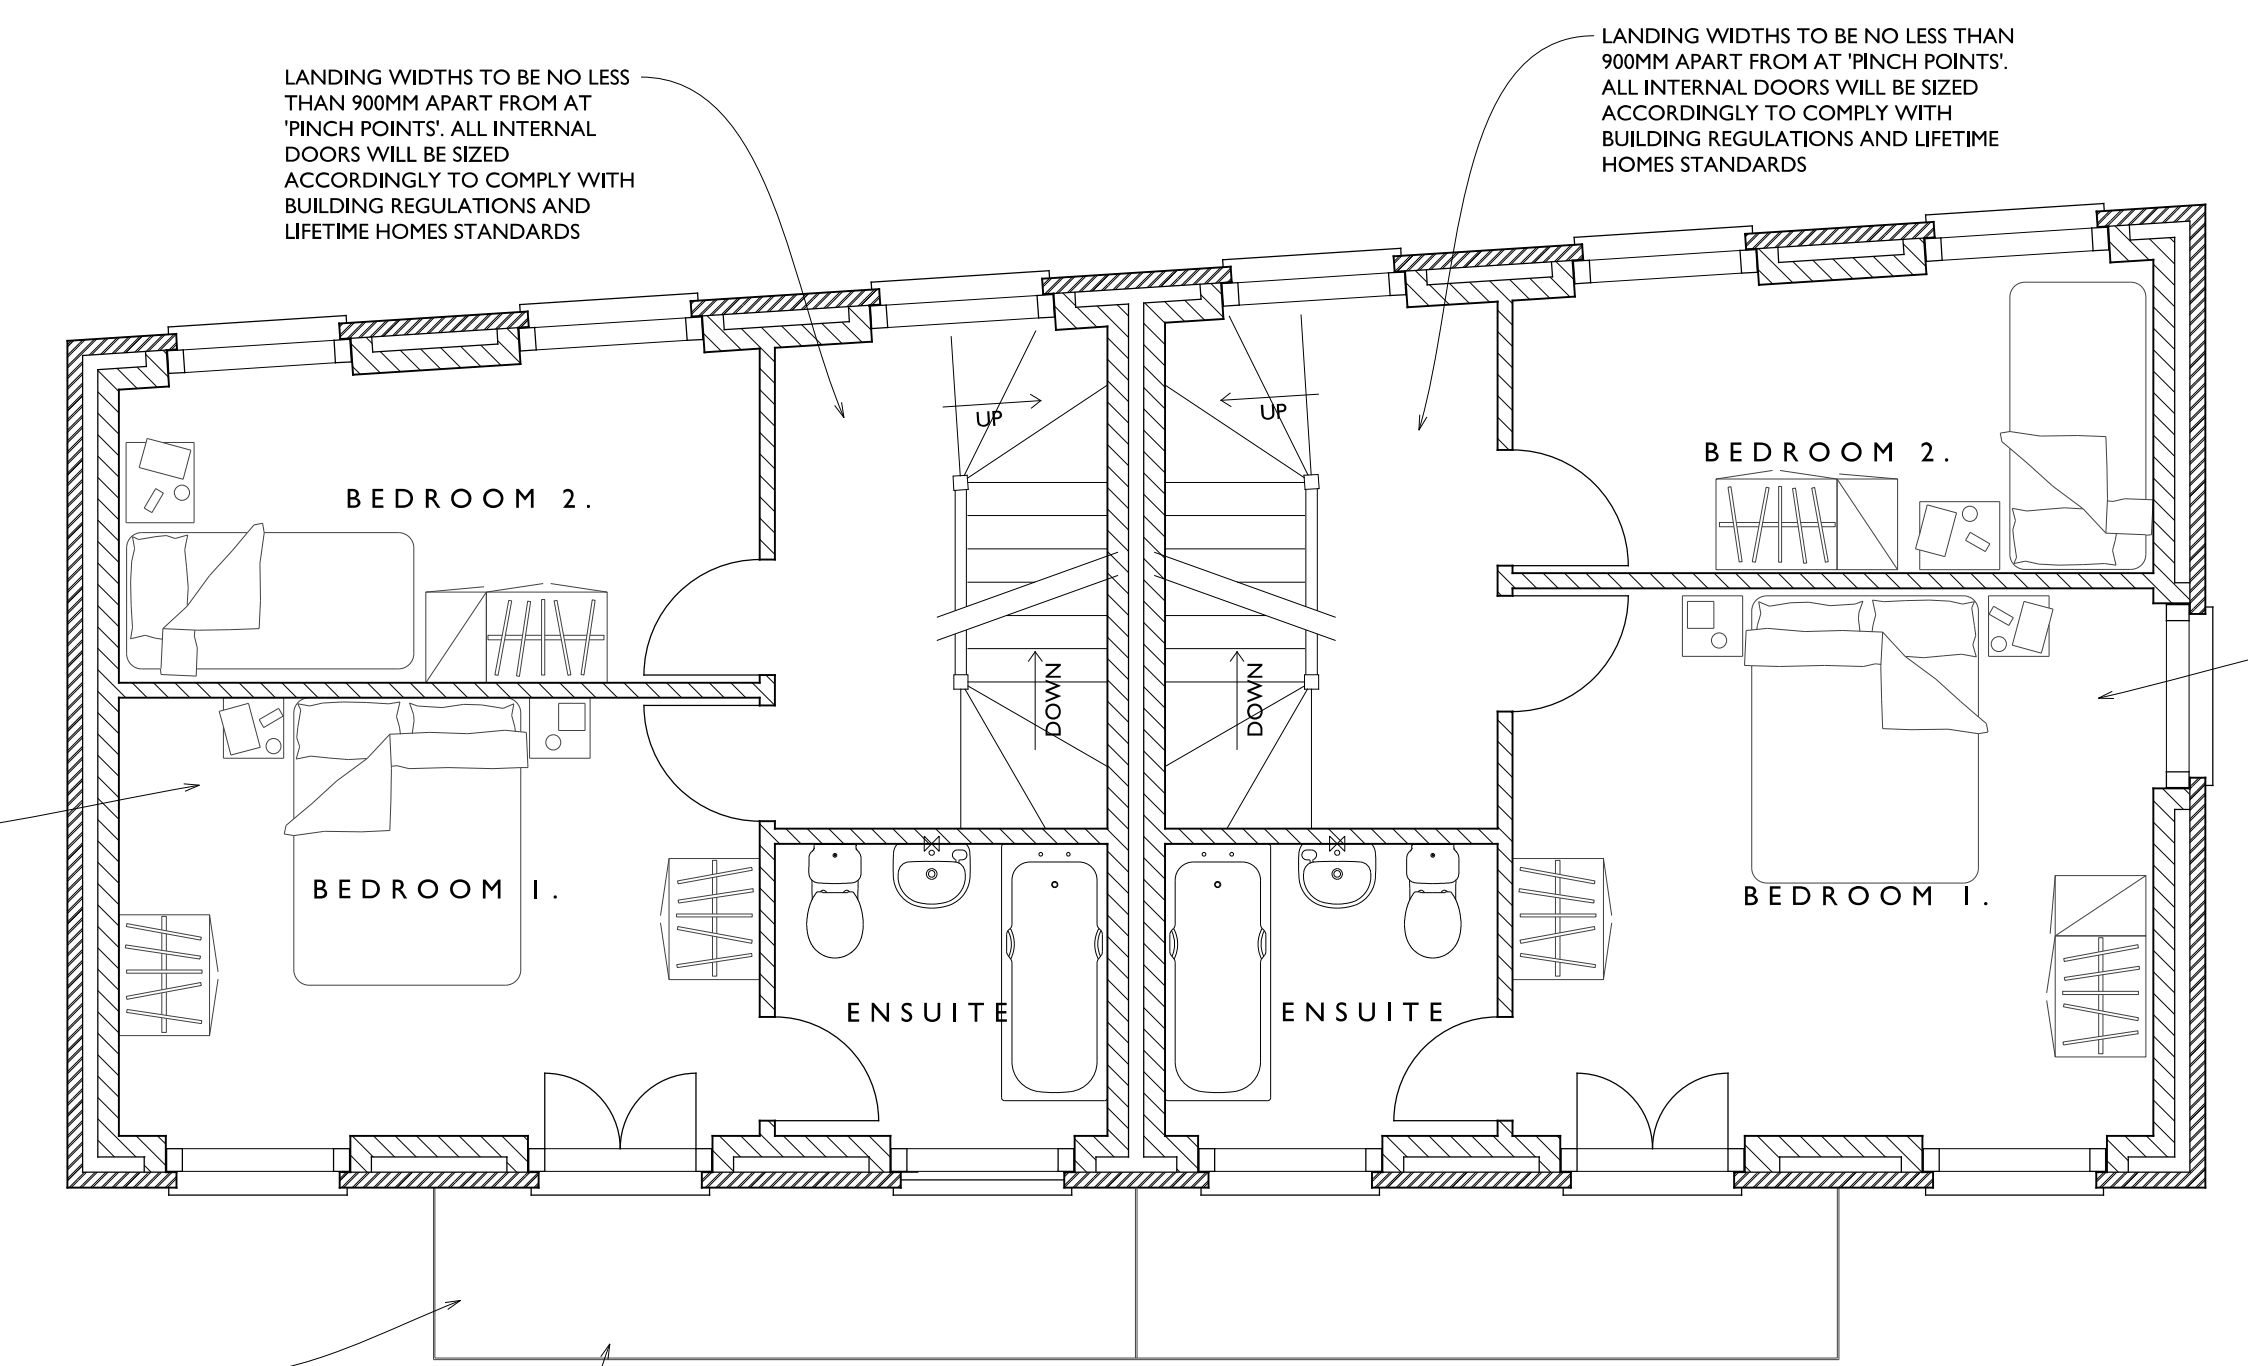 LANDING WIDTHS TO BE NO LESS
THAN 900MM APART FROM AT
'PINCH POINTS'. ALL INTERNAL
DOORS WILL BE SIZED
ACCORDINGLY TO COMPLY WITH
BUILDING REGULATIONS AND
LIFETIME HOMES STANDARDS
LANDING WIDTHS TO BE NO LESS THAN
900MM APART FROM AT 'PINCH POINTS'.
ALL INTERNAL DOORS WILL BE SIZED
ACCORDINGLY TO COMPLY WITH
BUILDING REGULATIONS AND LIFETIME
HOMES STANDARDS
UP
UP
BEDROOM 2.
BEDROOM 2.
DOWN
DOWN
BEDROOM 1.
BEDROOM 1.
ENSUITE
ENSUITE